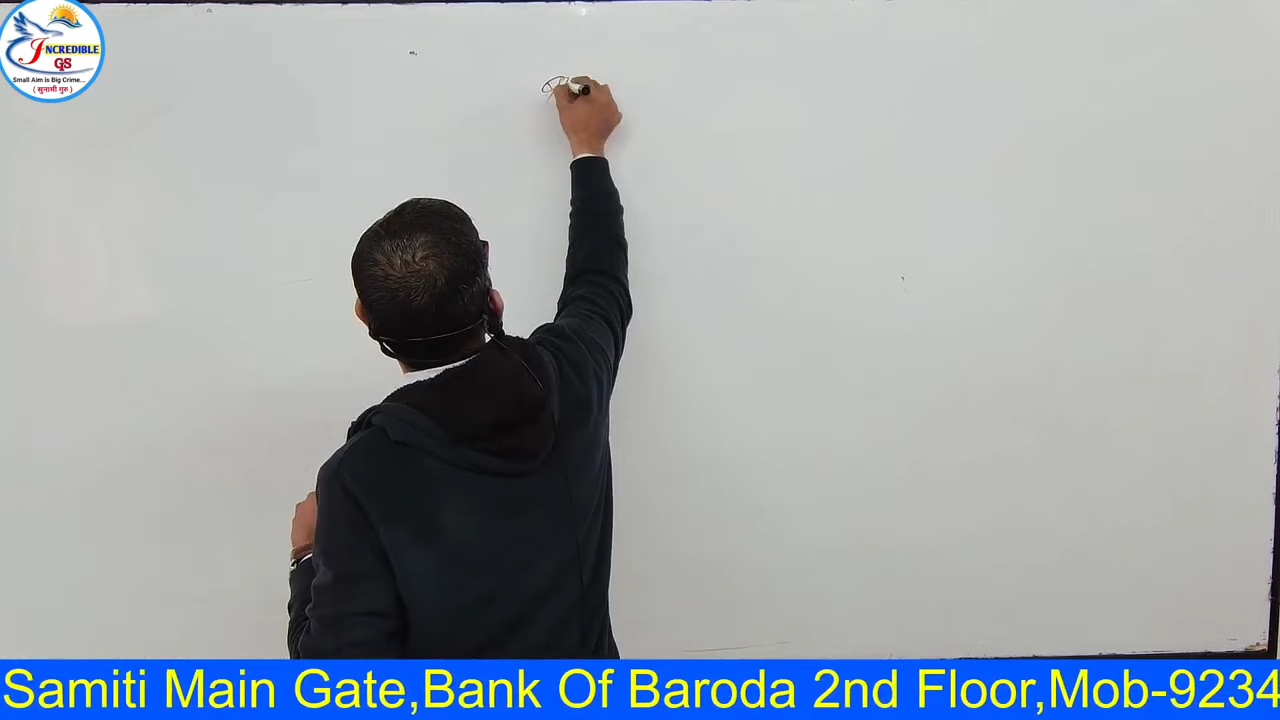 INCREDIBLE
GS
Small Aim is Big Crime...
( सुनामी गुरु )
Samiti Main Gate,Bank Of Baroda 2nd Floor,Mob-9234